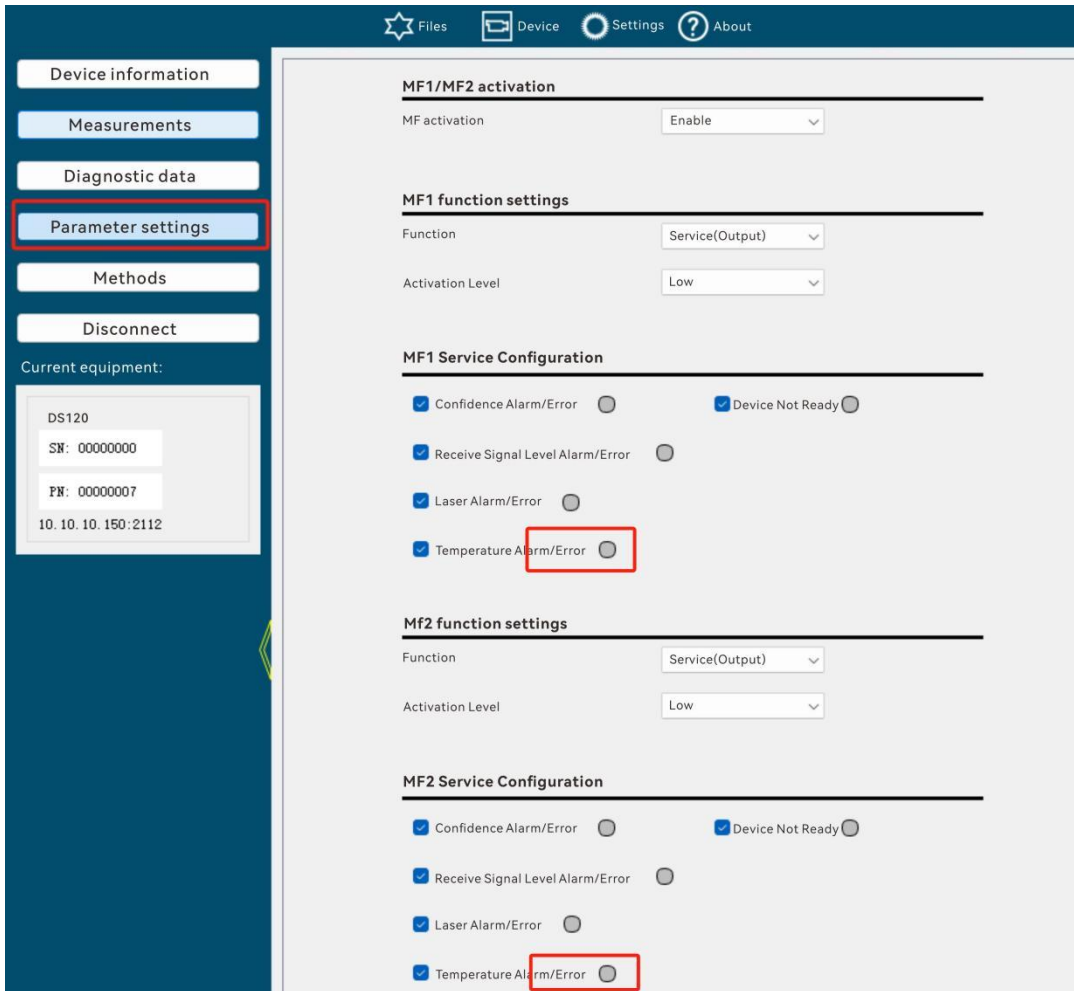 Files Device Settings About
Device information
Measurements
Diagnostic data
Parameter settings
Methods
Disconnect
Current equipment:
DS120
SN: 00000000
PN: 00000007
10.10.10.150:2112
MF1/MF2 activation
MF activation Enable
MF1 function settings
Function Service(Output)
Activation Level Low
MF1 Service Configuration
Confidence Alarm/Error Device Not Ready
Receive Signal Level Alarm/Error
Laser Alarm/Error
Temperature Alarm/Error
Mf2 function settings
Function Service(Output)
Activation Level Low
MF2 Service Configuration
Confidence Alarm/Error Device Not Ready
Receive Signal Level Alarm/Error
Laser Alarm/Error
Temperature Alarm/Error